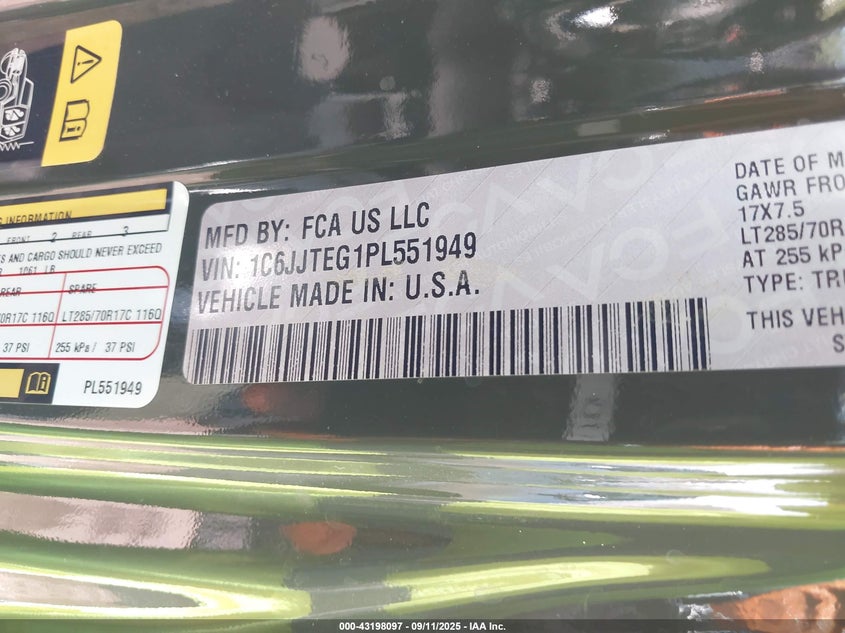 S INFORMATION
FRONT 2 REAR 3
S AND CARGO SHOULD NEVER EXCEED
1061 LB
REAR SPARE
70R17C 116Q LT285/70R17C 116Q
37 PSI 255 kPa / 37 PSI
PL551949
MFD BY: FCA US LLC
VIN: 1C6JJTEG1PL551949
VEHICLE MADE IN: U.S.A.
DATE OF M
GAWR FRO
17X7.5
LT285/70R
AT 255 kP
TYPE: TR
THIS VEH
S
000-43198097 - 09/11/2025 - IAA Inc.